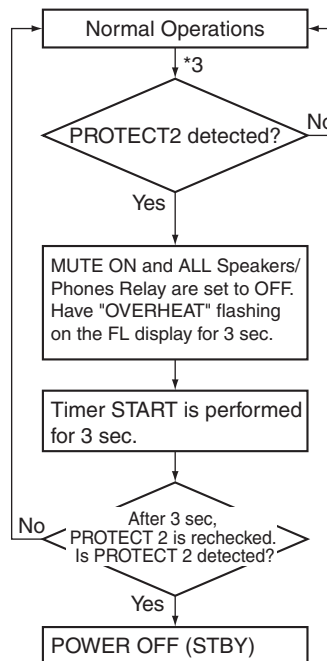 Normal Operations
*3
PROTECT2 detected?
No
Yes
MUTE ON and ALL Speakers/
Phones Relay are set to OFF.
Have "OVERHEAT" flashing
on the FL display for 3 sec.
Timer START is performed
for 3 sec.
After 3 sec,
PROTECT 2 is rechecked.
Is PROTECT 2 detected?
No
Yes
POWER OFF (STBY)